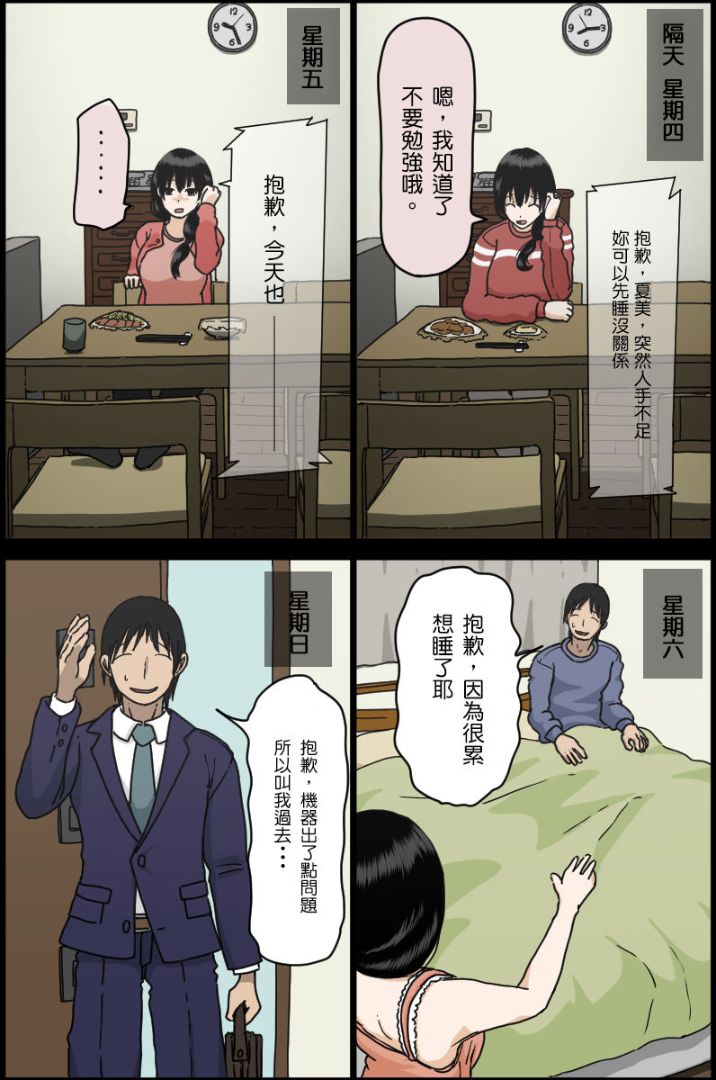 隔天 星期四
抱歉，夏美，突然人手不足
妳可以先睡沒關係
嗯，我知道了
不要勉強哦。
星期五
抱歉，今天也——
・・・・・・
星期六
抱歉，因為很累
想睡了耶
星期日
抱歉，機器出了點問題
所以叫我過去・・・